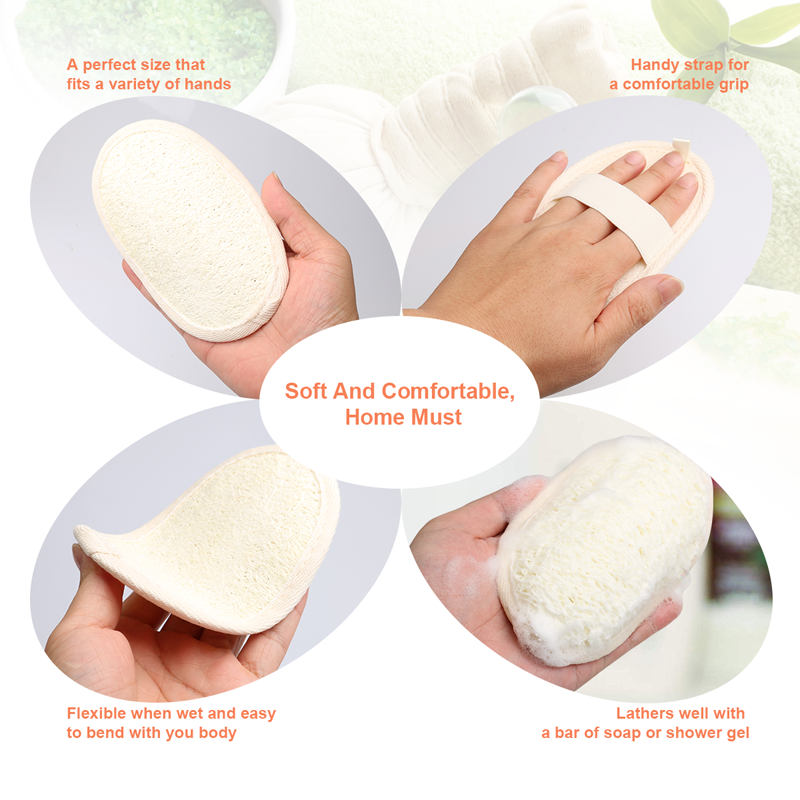 A perfect size that
fits a variety of hands
Handy strap for
a comfortable grip
Soft And Comfortable,
Home Must
Flexible when wet and easy
to bend with you body
Lathers well with
a bar of soap or shower gel